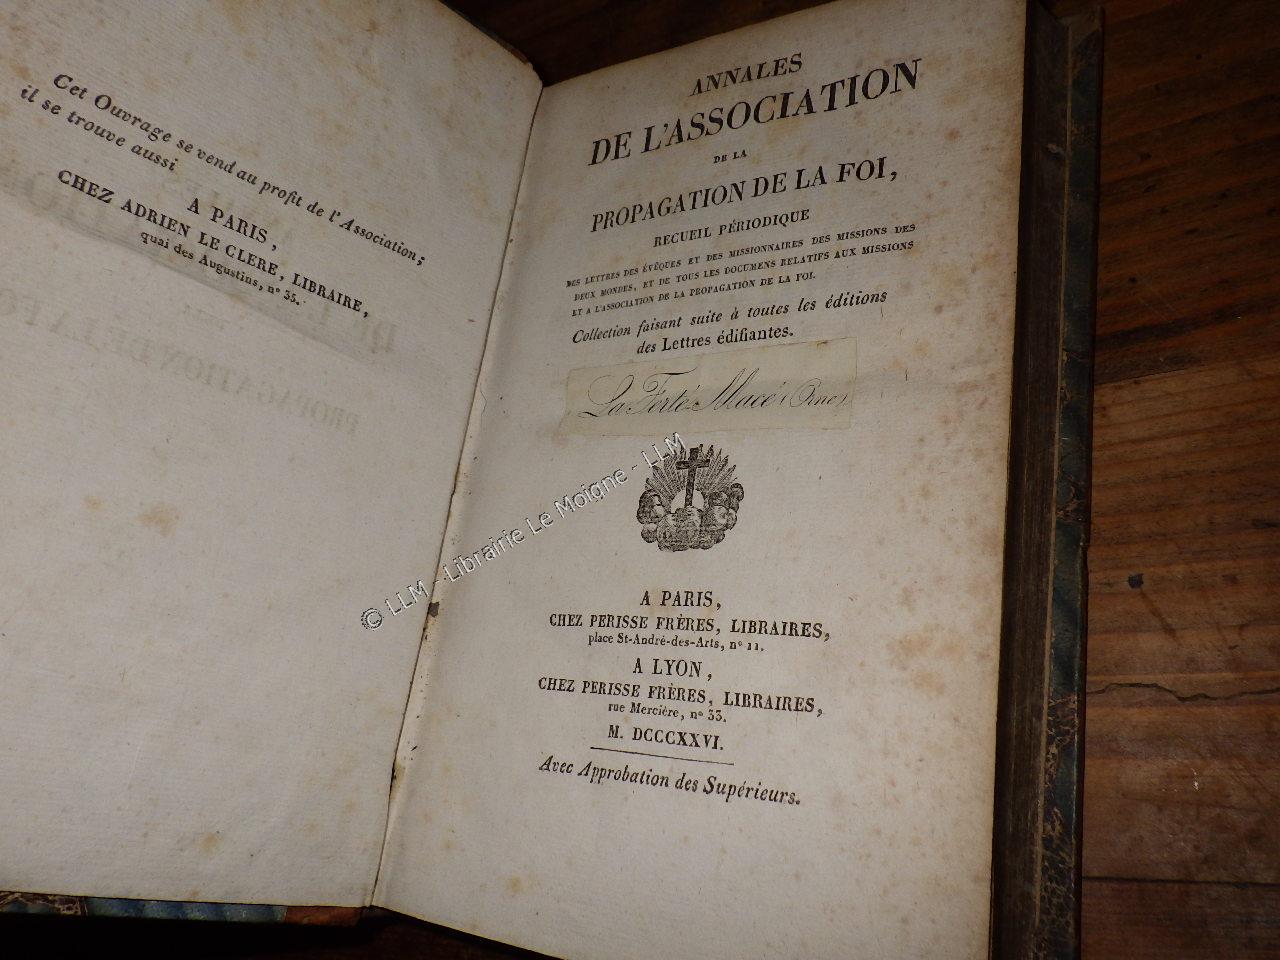 Cet Ouvrage se vend au profit de l'Association;
il se trouve aussi
A PARIS,
CHEZ ADRIEN LE CLERE, LIBRAIRE,
quai des Augustins, n° 35.
ANNALES
DE L'ASSOCIATION
DE LA
PROPAGATION DE LA FOI,
RECUEIL PÉRIODIQUE
DES LETTRES DES ÉVÊQUES ET DES MISSIONNAIRES DES MISSIONS DES
DEUX MONDES, ET DE TOUS LES DOCUMENS RELATIFS AUX MISSIONS
ET A L'ASSOCIATION DE LA PROPAGATION DE LA FOI.
Collection faisant suite à toutes les éditions
des Lettres édifiantes.
La Ferté-Macé (Orne)
© LLM - Librairie Le Moigne - LLM
A PARIS,
CHEZ PERISSE FRÈRES, LIBRAIRES,
place St-André-des-Arts, n° 11.
A LYON,
CHEZ PERISSE FRÈRES, LIBRAIRES,
rue Mercière, n° 33.
M. DCCCXXVI.
Avec Approbation des Supérieurs.